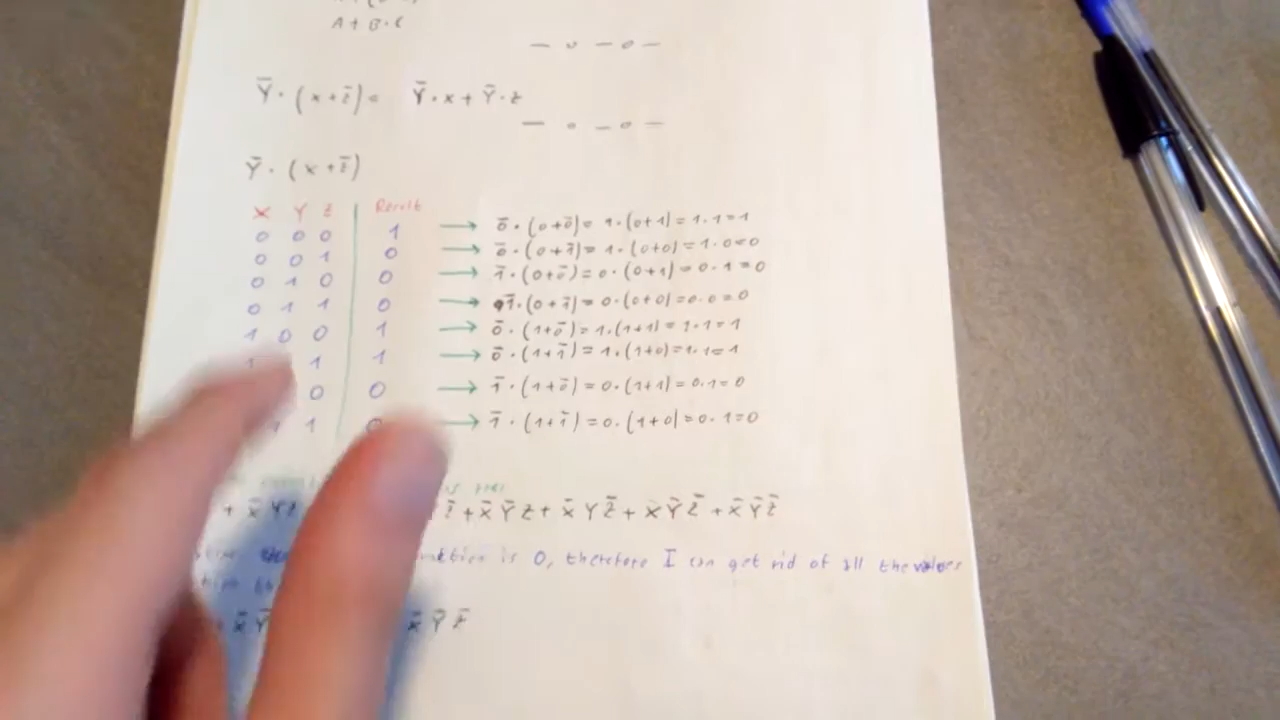 A + B · C
Ȳ · (x + z̄) = Ȳ · x + Ȳ · z
Ȳ · (x + z̄)
X Y Z Result
0 0 0 1 → 0̄ · (0+0̄) = 1 · (0+1) = 1 · 1 = 1
0 0 1 0 → 0̄ · (0+1̄) = 1 · (0+0) = 1 · 0 = 0
0 1 0 0 → 1̄ · (0+0̄) = 0 · (0+1) = 0 · 1 = 0
0 1 1 0 → 1̄ · (0+1̄) = 0 · (0+0) = 0 · 0 = 0
1 0 0 1 → 0̄ · (1+0̄) = 1 · (1+1) = 1 · 1 = 1
1 1 1 → 0̄ · (1+1̄) = 1 · (1+0) = 1 · 1 = 1
0 0 → 1̄ · (1+0̄) = 0 · (1+1) = 0 · 1 = 0
1 0 → 1̄ · (1+1̄) = 0 · (1+0) = 0 · 1 = 0
+ x̄ Y Z z̄ + x̄ Ȳ Z + x̄ Y Z̄ + x Ȳ Z̄ + x̄ Ȳ Z̄
is 0, therefore I can get rid of all the values
x̄ Ȳ x̄ Ȳ z̄